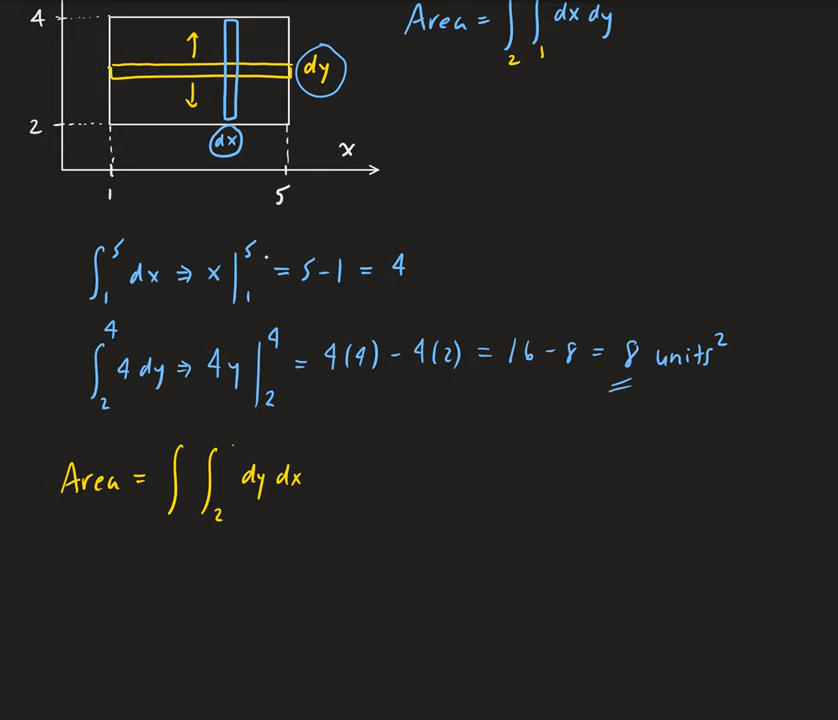 4
Area = ∫₂ ∫₁ dx dy
dy
2
dx
x
1 5
∫₁⁵ dx ⇒ x |₁⁵ = 5 - 1 = 4
∫₂⁴ 4 dy ⇒ 4y |₂⁴ = 4(4) - 4(2) = 16 - 8 = 8 units²
Area = ∫ ∫₂ dy dx